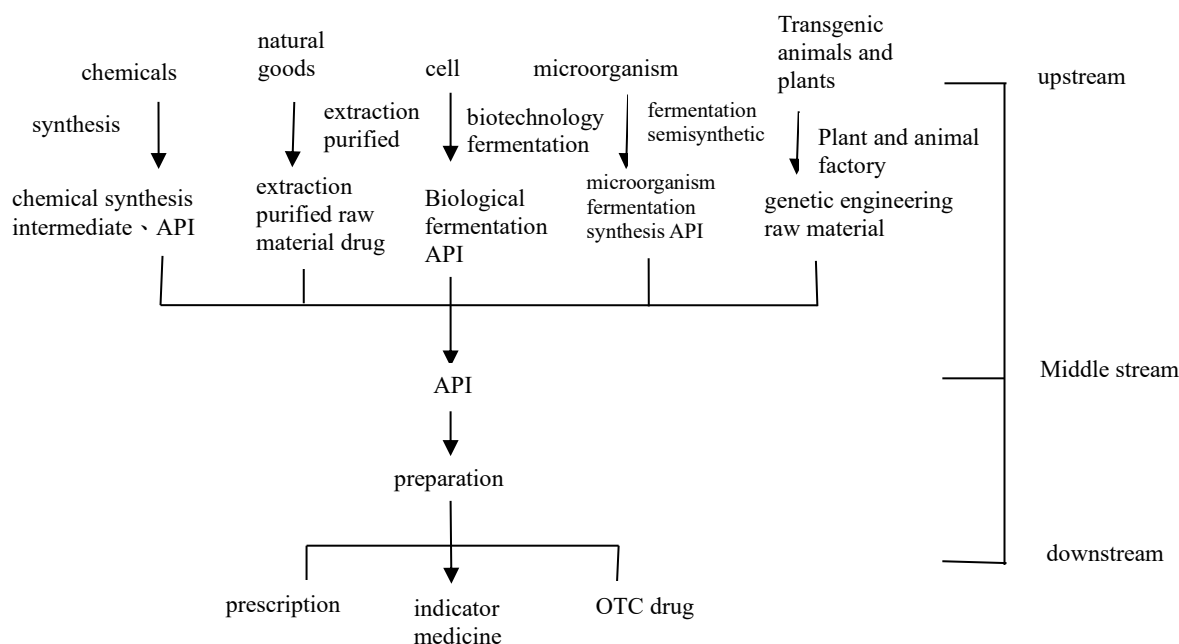 chemicals
natural
goods
cell
microorganism
Transgenic
animals and
plants
upstream
synthesis
extraction
purified
biotechnology
fermentation
fermentation
semisynthetic
Plant and animal
factory
chemical synthesis
intermediate、API
extraction
purified raw
material drug
Biological
fermentation
API
microorganism
fermentation
synthesis API
genetic engineering
raw material
API
Middle stream
preparation
downstream
prescription
indicator
medicine
OTC drug